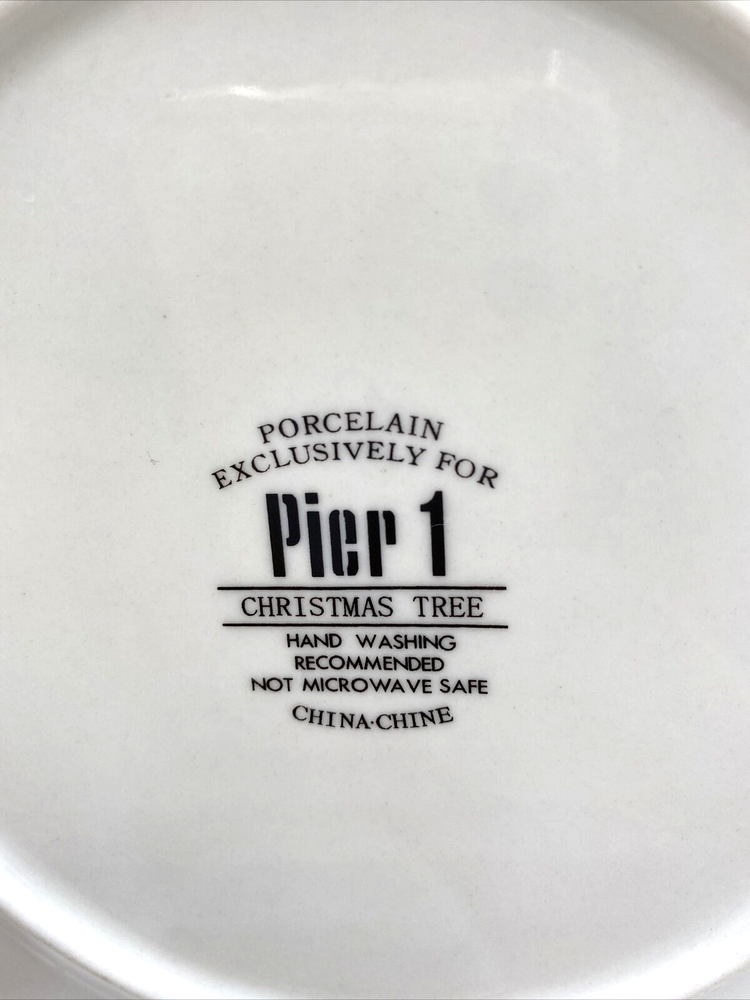 PORCELAIN
EXCLUSIVELY FOR
Pier 1
CHRISTMAS TREE
HAND WASHING
RECOMMENDED
NOT MICROWAVE SAFE
CHINA·CHINE